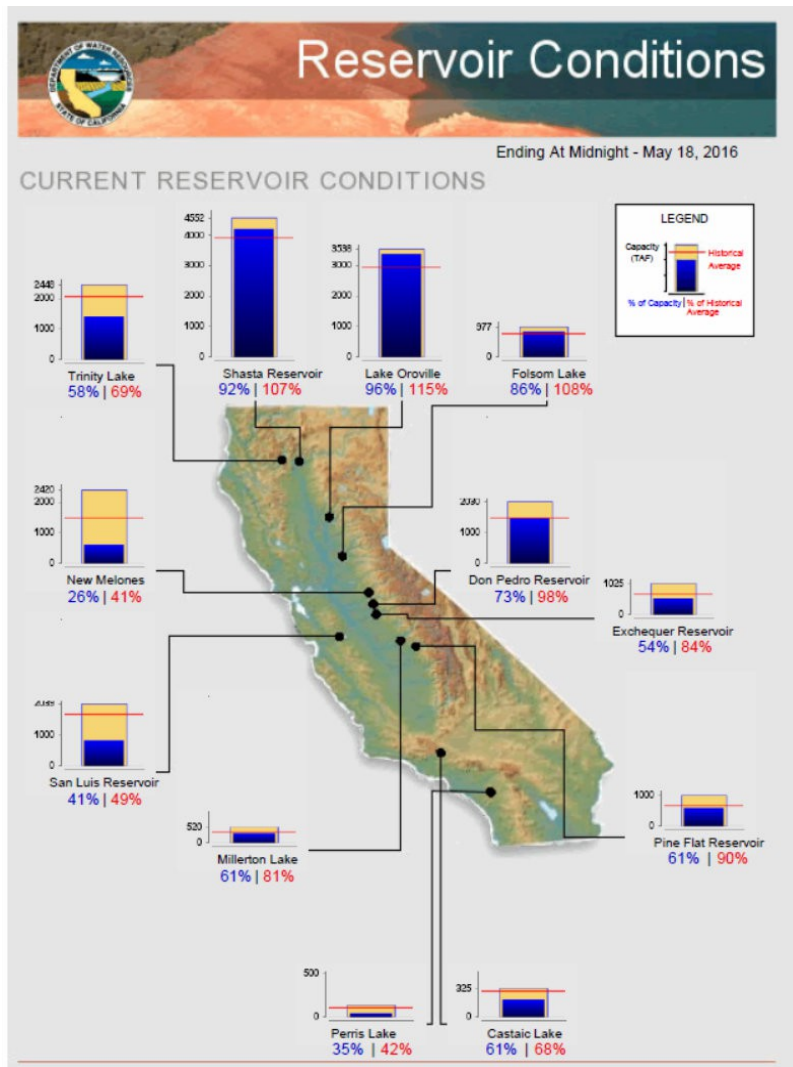 DEPARTMENT OF WATER RESOURCES
STATE OF CALIFORNIA
Reservoir Conditions
Ending At Midnight - May 18, 2016
CURRENT RESERVOIR CONDITIONS
LEGEND
Capacity
(TAF)
Historical
Average
% of Capacity | % of Historical
Average
2448
2000
1000
0
Trinity Lake
58% | 69%
4552
4000
3000
2000
1000
0
Shasta Reservoir
92% | 107%
3538
3000
2000
1000
0
Lake Oroville
96% | 115%
977
0
Folsom Lake
86% | 108%
2420
2000
1000
0
New Melones
26% | 41%
2030
1000
0
Don Pedro Reservoir
73% | 98%
1025
0
Exchequer Reservoir
54% | 84%
1000
0
San Luis Reservoir
41% | 49%
520
0
Millerton Lake
61% | 81%
1000
0
Pine Flat Reservoir
61% | 90%
500
0
Perris Lake
35% | 42%
325
0
Castaic Lake
61% | 68%